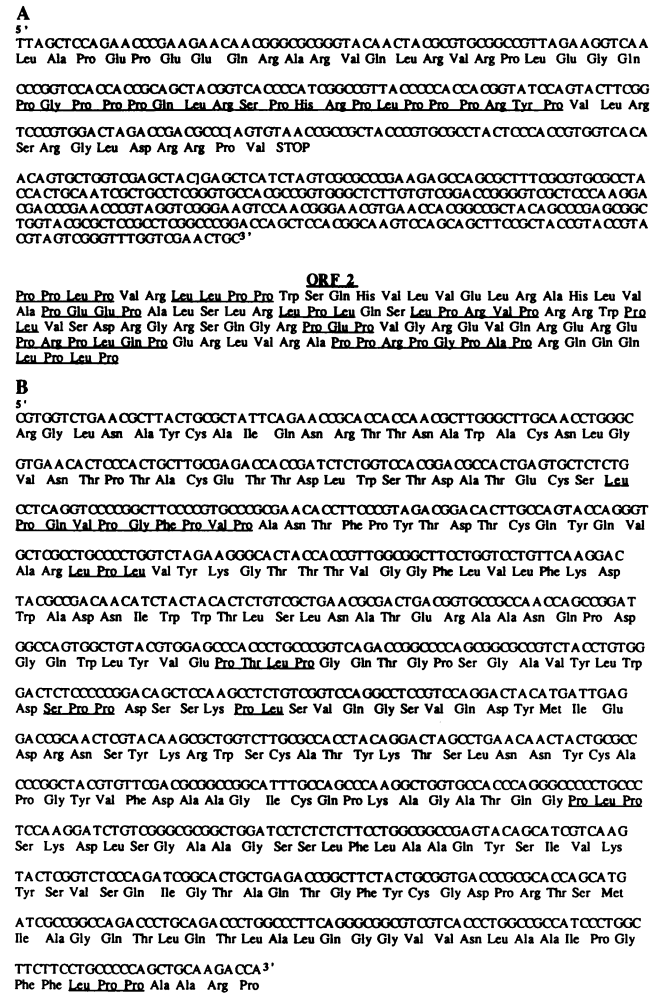 A
5'
TTAGCTCCAGAACCCGAAGAACAACGGGCGCGGGTACAACTACGCGTGCGGCCGTTAGAAGGTCAA
Leu Ala Pro Glu Pro Glu Glu Gln Arg Ala Arg Val Gln Leu Arg Val Arg Pro Leu Glu Gly Gln
CCCGGTCCACCACCGCAGCTACGGTCACCCCATCGGCCGTTACCCCCACCACGGTATCCAGTACTTCGG
Pro Gly Pro Pro Pro Gln Leu Arg Ser Pro His Arg Pro Leu Pro Pro Pro Arg Tyr Pro Val Leu Arg
TCCCGTGGACTAGACCGACGCCC[AGTGTAACCGCCGCTACCCGTGCGCCTACTCCCACCGTGGTCACA
Ser Arg Gly Leu Asp Arg Arg Pro Val STOP
ACAGTGCTGGTCGAGCTAC]GAGCTCATCTAGTCGCGCCCGAAGAGCCAGCGCTTTCGCGTGCGCCTA
CCACTGCAATCGCTGCCTCGGGTGCCACGCCGGTGGGCTCTTGTGTCGGACCGGGGTCGCTCCCAAGGA
CGACCCGAACCCGTAGGTCGGGAAGTCCAACGGGAACGTGAACCACGGCCGCTACAGCCCGAGCGGC
TGGTACGCGCTCCGCCTCGGCCCGGACCAGCTCCACGGCAAGTCCAGCAGCTTCCGCTACCGTACCGTA
CGTAGTCGGGTTTGGTCGAACTGC3'
ORF 2
Pro Pro Leu Pro Val Arg Leu Leu Pro Pro Trp Ser Gln His Val Leu Val Glu Leu Arg Ala His Leu Val
Ala Pro Glu Glu Pro Ala Leu Ser Leu Arg Leu Pro Leu Gln Ser Leu Pro Arg Val Pro Arg Arg Trp Pro
Leu Val Ser Asp Arg Gly Arg Ser Gln Gly Arg Pro Glu Pro Val Gly Arg Glu Val Gln Arg Glu Arg Glu
Pro Arg Pro Leu Gln Pro Glu Arg Leu Val Arg Ala Pro Pro Arg Pro Gly Pro Ala Pro Arg Gln Gln Gln
Leu Pro Leu Pro
B
5'
CGTGGTCTGAACGCTTACTGCGCTATTCAGAACCGCACCACCAACGCTTGGGCTTGCAACCTGGGC
Arg Gly Leu Asn Ala Tyr Cys Ala Ile Gln Asn Arg Thr Thr Asn Ala Trp Ala Cys Asn Leu Gly
GTGAACACTCCCACTGCTTGCGAGACCACCGATCTCTGGTCCACGGACGCCACTGAGTGCTCTCTG
Val Asn Thr Pro Thr Ala Cys Glu Thr Thr Asp Leu Trp Ser Thr Asp Ala Thr Glu Cys Ser Leu
CCTCAGGTCCCGGGCTTCCCCGTGCCCGCGAACACCTTCCCGTAGACGGACACTTGCCAGTACCAGGGT
Pro Gln Val Pro Gly Phe Pro Val Pro Ala Asn Thr Phe Pro Tyr Thr Asp Thr Cys Gln Tyr Gln Val
GCTCGCCTGCCCCTGGTCTAGAAGGGCACTACCACCGTTGGCGGCTTCCTGGTCCTGTTCAAGGAC
Ala Arg Leu Pro Leu Val Tyr Lys Gly Thr Thr Thr Val Gly Gly Phe Leu Val Leu Phe Lys Asp
TACGCCGACAACATCTACTACACTCTGTCGCTGAACGCGACTGACGGTGCCGCCAACCAGCCGGAT
Trp Ala Asp Asn Ile Trp Trp Thr Leu Ser Leu Asn Ala Thr Glu Arg Ala Ala Asn Gln Pro Asp
GGCCAGTGGCTGTACGTGGAGCCCACCCTGCCCGGTCAGACCGGCCCCAGCGGCGCCGTCTACCTGTGG
Gly Gln Trp Leu Tyr Val Glu Pro Thr Leu Pro Gly Gln Thr Gly Pro Ser Gly Ala Val Tyr Leu Trp
GACTCTCCCCCGGACAGCTCCAAGCCTCTGTCGGTCCAGGCCTCCGTCCAGGACTACATGATTGAG
Asp Ser Pro Pro Asp Ser Ser Lys Pro Leu Ser Val Gln Gly Ser Val Gln Asp Tyr Met Ile Glu
GACCGCAACTCGTACAAGCGCTGGTCTTGCGCCACCTACAGGACTAGCCTGAACAACTACTGCGCC
Asp Arg Asn Ser Tyr Lys Arg Trp Ser Cys Ala Thr Tyr Lys Thr Ser Leu Asn Asn Tyr Cys Ala
CCCGGCTACGTGTTCGACGCGGCCGGCATTTGCCAGCCCAAGGCTGGTGCCACCCAGGGCCCCCTGCCC
Pro Gly Tyr Val Phe Asp Ala Ala Gly Ile Cys Gln Pro Lys Ala Gly Ala Thr Gln Gly Pro Leu Pro
TCCAAGGATCTGTCGGGCGCGGCTGGATCCTCTCTCTTCCTGGCGGCCGAGTACAGCATCGTCAAG
Ser Lys Asp Leu Ser Gly Ala Ala Gly Ser Ser Leu Phe Leu Ala Ala Gln Tyr Ser Ile Val Lys
TACTCGGTCTCCCAGATCGGCACTGCTGAGACCGGCTTCTACTGCGGTGACCCGCGCACCAGCATG
Tyr Ser Val Ser Gln Ile Gly Thr Ala Gln Thr Gly Phe Tyr Cys Gly Asp Pro Arg Thr Ser Met
ATCGCCGGCCAGACCCTGCAGACCCTGGCCCTTCAGGGCGGCGTCGTCACCCTGGCCGCCATCCCTGGC
Ile Ala Gly Gln Thr Leu Gln Thr Leu Ala Leu Gln Gly Gly Val Val Asn Leu Ala Ala Ile Pro Gly
TTCTTCCTGCCCCCAGCTGCAAGACCA3'
Phe Phe Leu Pro Pro Ala Ala Arg Pro